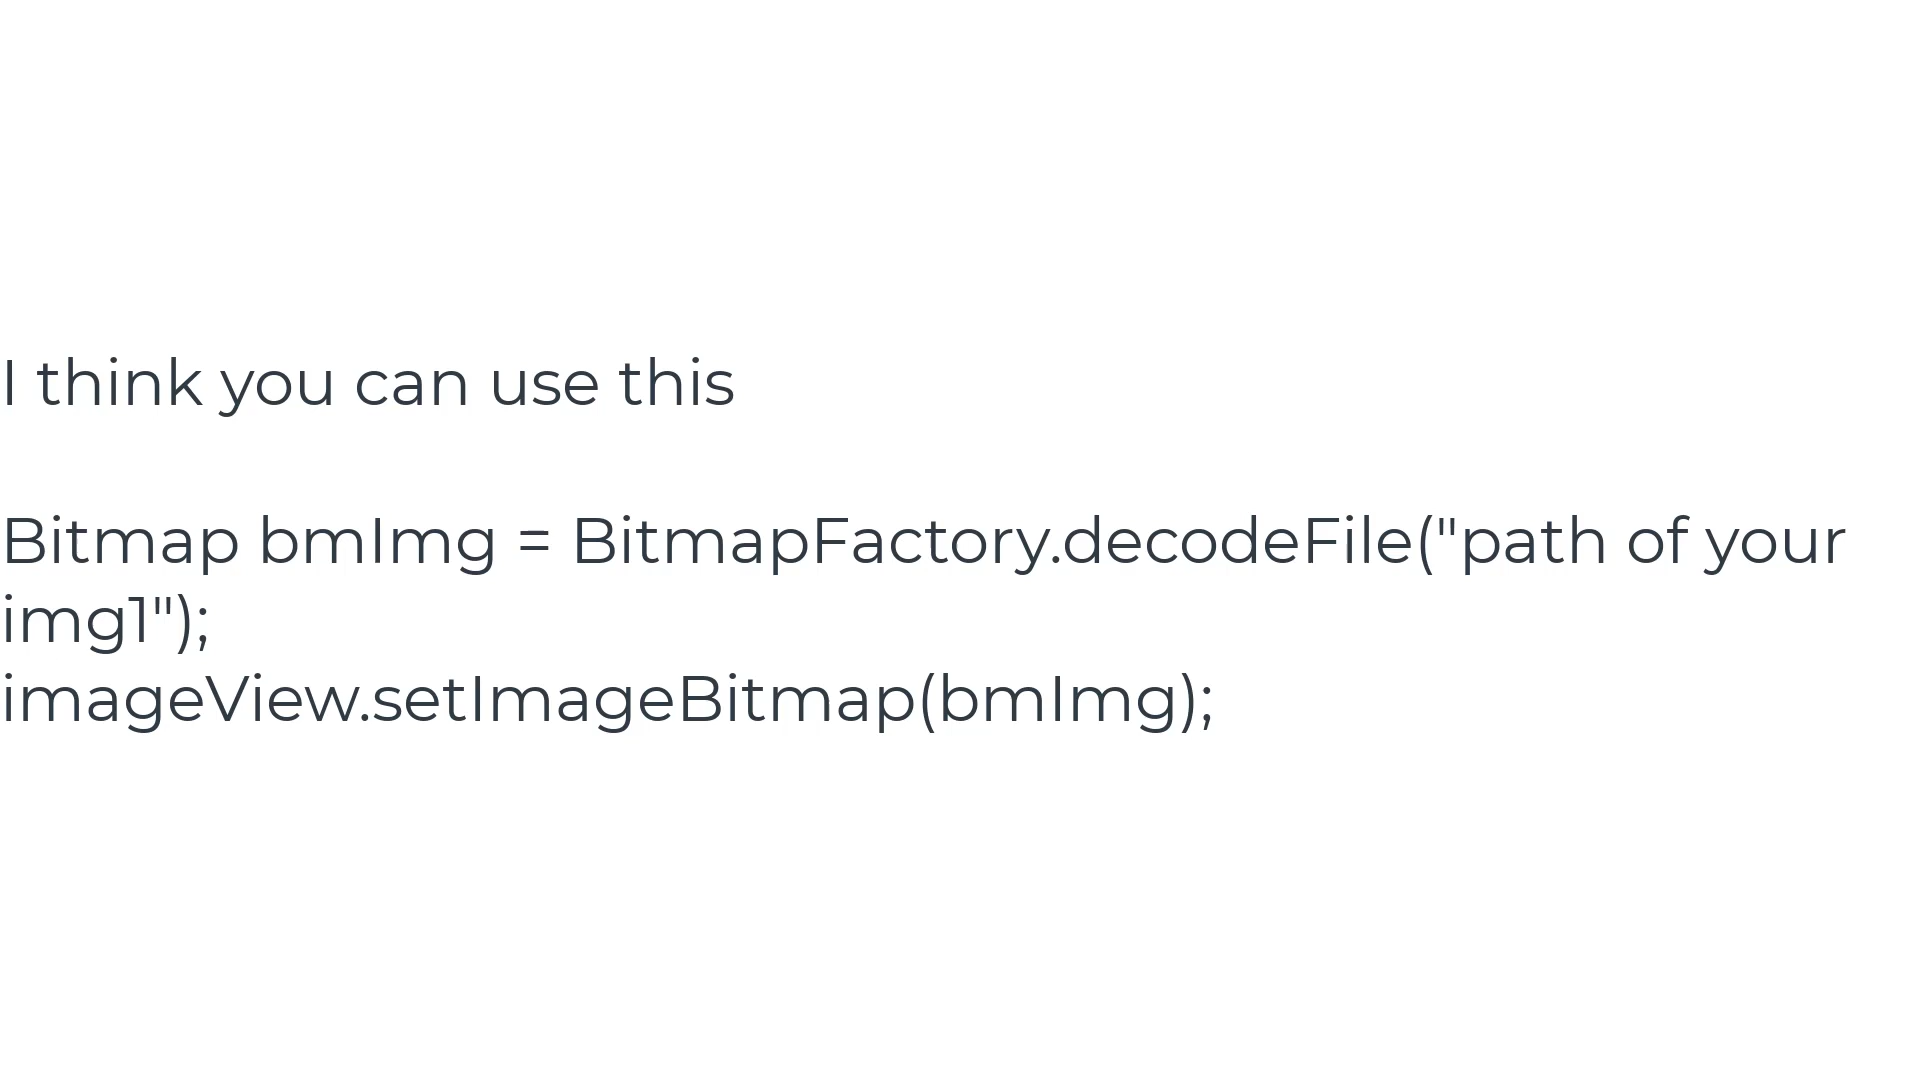 I think you can use this
Bitmap bmImg = BitmapFactory.decodeFile("path of your
img1");
imageView.setImageBitmap(bmImg);